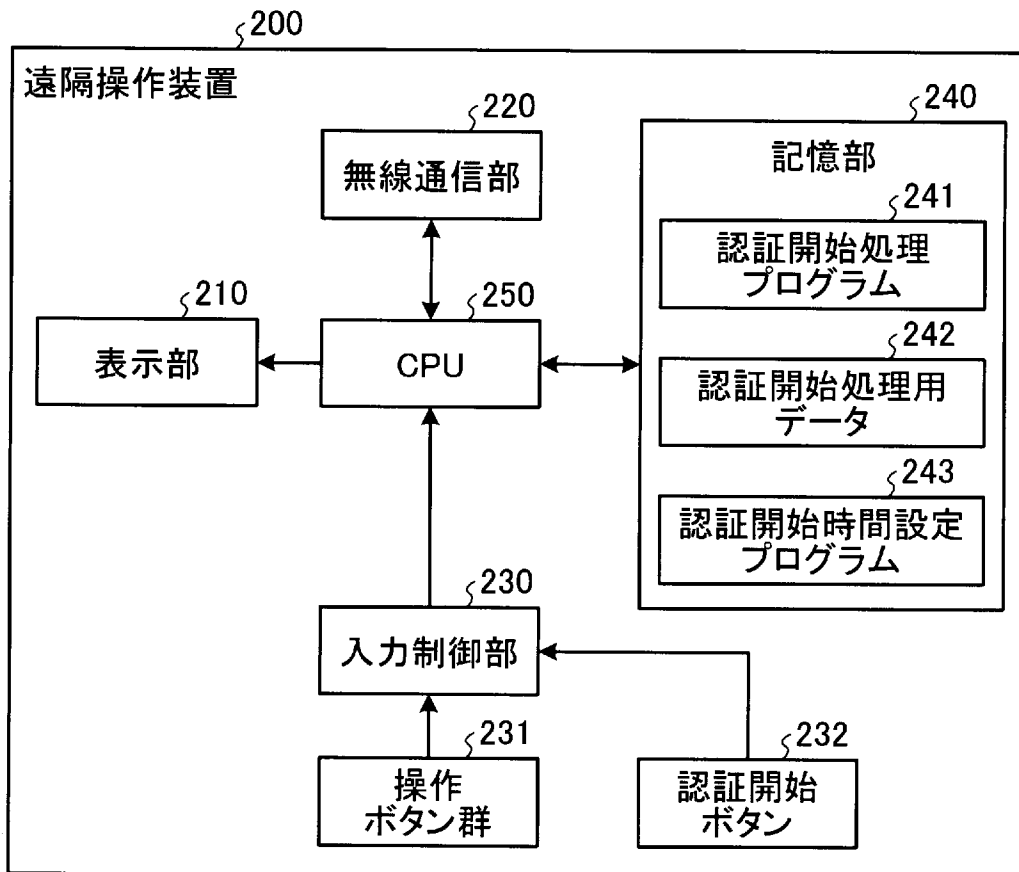 200
遠隔操作装置
220
無線通信部
240
記憶部
241
認証開始処理
プログラム
210
表示部
250
CPU
242
認証開始処理用
データ
243
認証開始時間設定
プログラム
230
入力制御部
231
操作
ボタン群
232
認証開始
ボタン